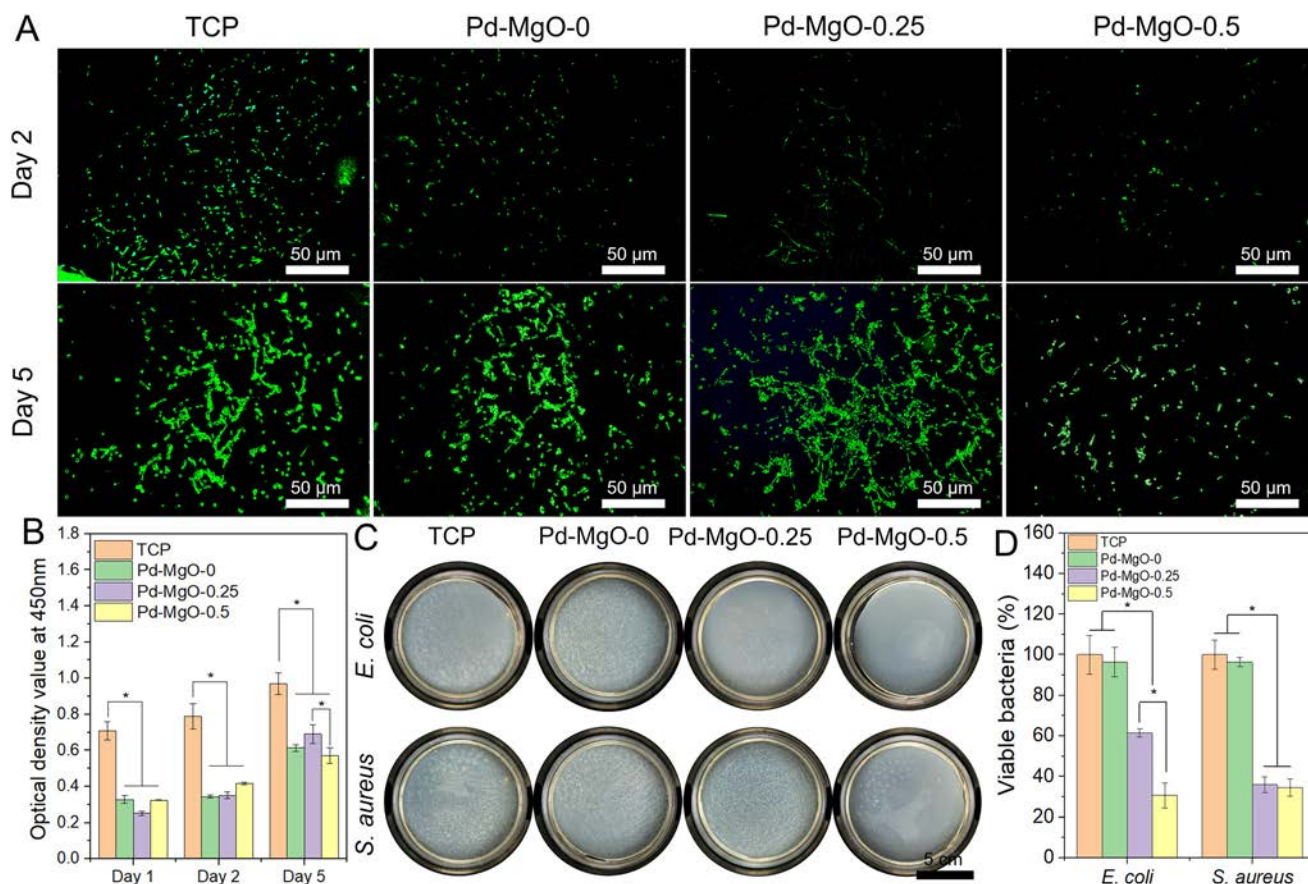 A
TCP
Pd-MgO-0
Pd-MgO-0.25
Pd-MgO-0.5
Day 2
50 μm
50 μm
50 μm
50 μm
Day 5
50 μm
50 μm
50 μm
50 μm
B
Optical density value at 450nm
1.8
1.6
1.4
1.2
1.0
0.8
0.6
0.4
0.2
0.0
TCP
Pd-MgO-0
Pd-MgO-0.25
Pd-MgO-0.5
*
*
*
*
Day 1
Day 2
Day 5
C
TCP
Pd-MgO-0
Pd-MgO-0.25
Pd-MgO-0.5
E. coli
S. aureus
5 cm
D
Viable bacteria (%)
160
140
120
100
80
60
40
20
0
TCP
Pd-MgO-0
Pd-MgO-0.25
Pd-MgO-0.5
*
*
*
E. coli
S. aureus